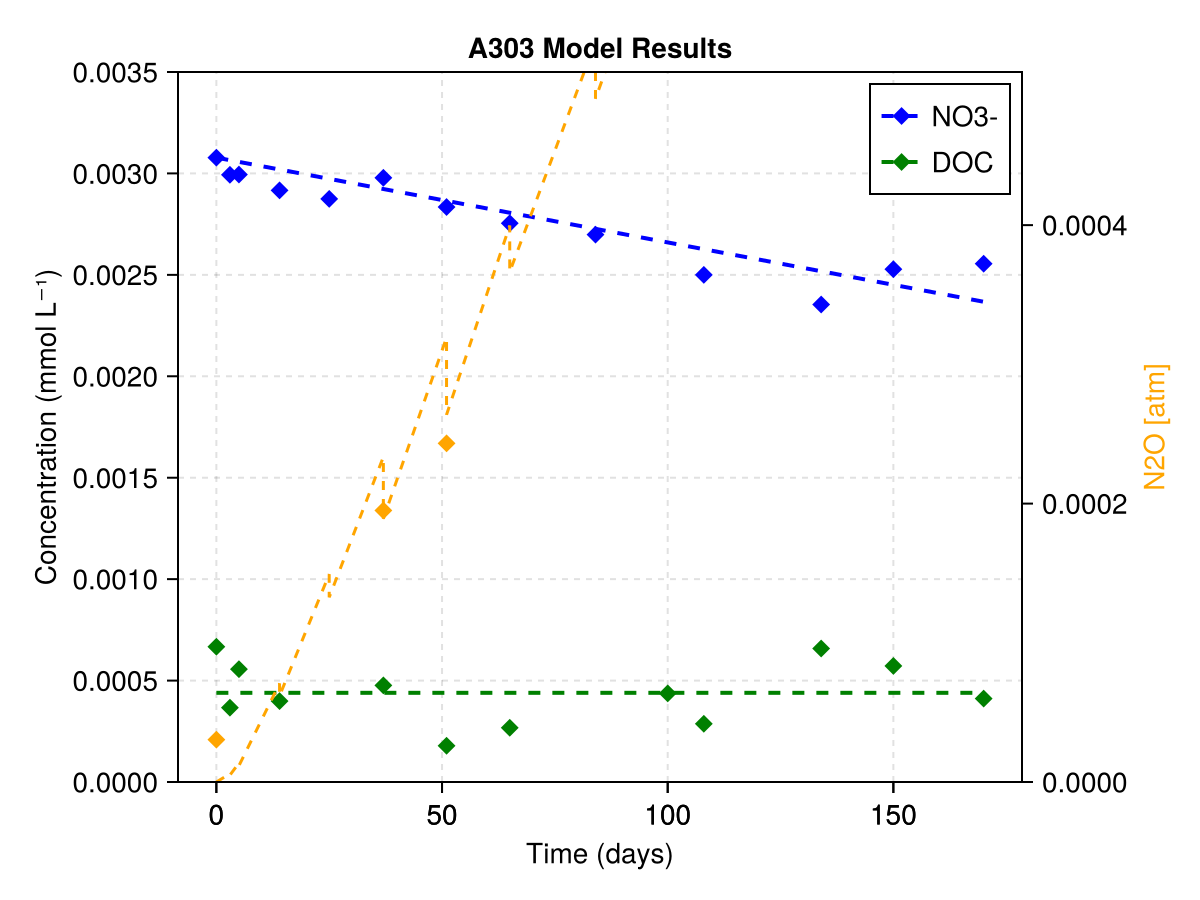 A303 Model Results
0.0035
0.0030
0.0025
0.0020
0.0015
0.0010
0.0005
0.0000
Concentration (mmol L⁻¹)
NO3-
DOC
0.0004
0.0002
0.0000
N2O [atm]
0
50
100
150
Time (days)